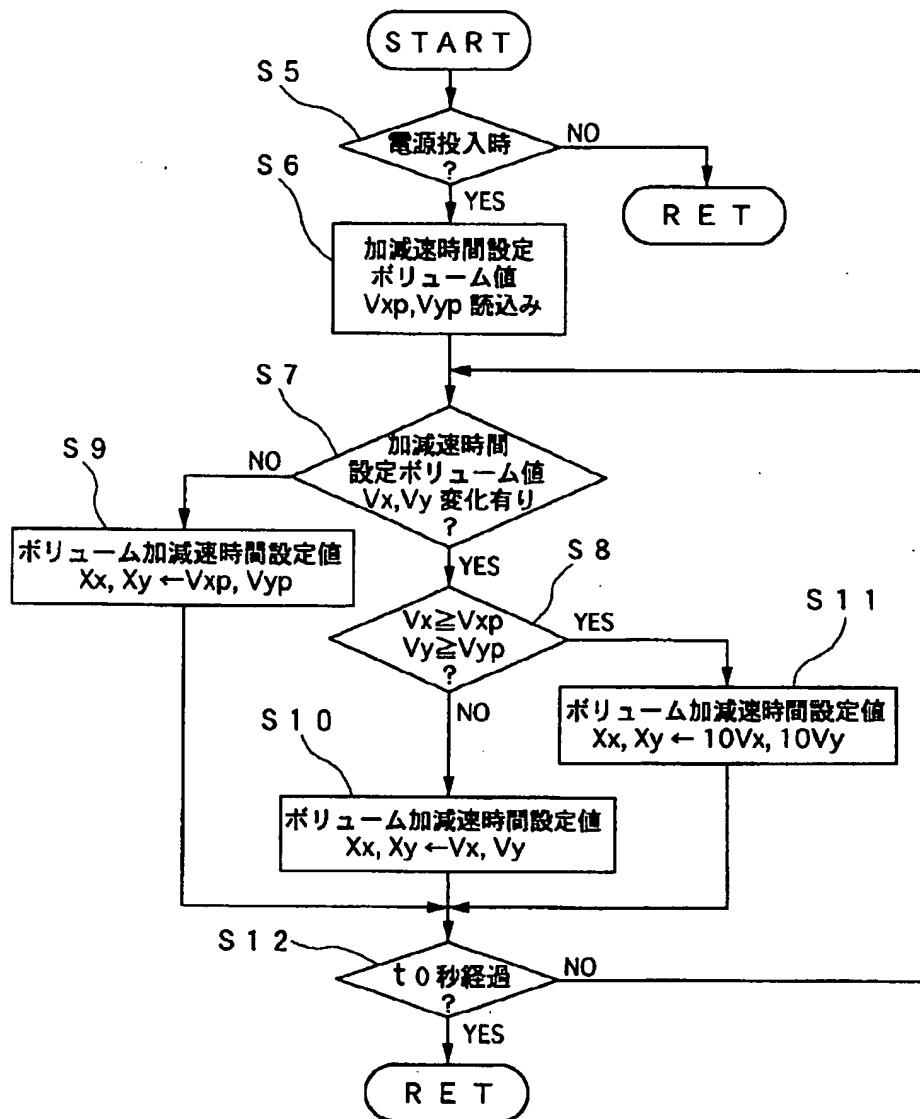 START
S5
電源投入時
?
NO
YES
RET
S6
加減速時間設定
ボリューム値
Vxp,Vyp 読込み
S7
加減速時間
設定ボリューム値
Vx,Vy 変化有り
?
NO
YES
S9
ボリューム加減速時間設定値
Xx, Xy ←Vxp, Vyp
S8
Vx≧Vxp
Vy≧Vyp
?
YES
NO
S11
ボリューム加減速時間設定値
Xx, Xy ← 10Vx, 10Vy
S10
ボリューム加減速時間設定値
Xx, Xy ←Vx, Vy
S12
t0秒経過
?
NO
YES
RET